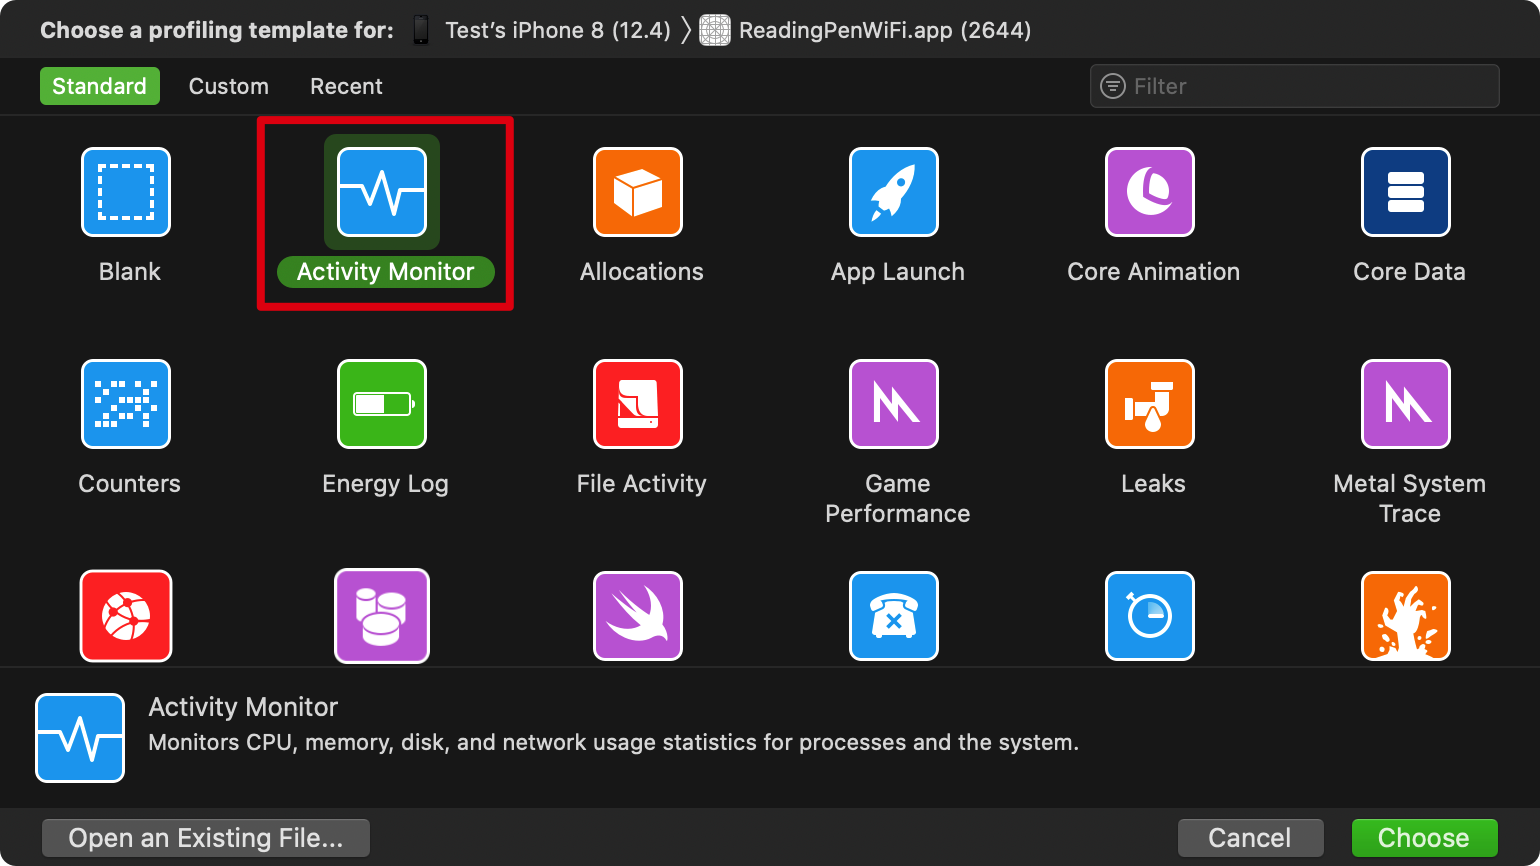 Choose a profiling template for: Test’s iPhone 8 (12.4) ReadingPenWiFi.app (2644)
Standard Custom Recent Filter
Blank Activity Monitor Allocations App Launch Core Animation Core Data
Counters Energy Log File Activity Game Performance Leaks Metal System Trace
Activity Monitor
Monitors CPU, memory, disk, and network usage statistics for processes and the system.
Open an Existing File... Cancel Choose